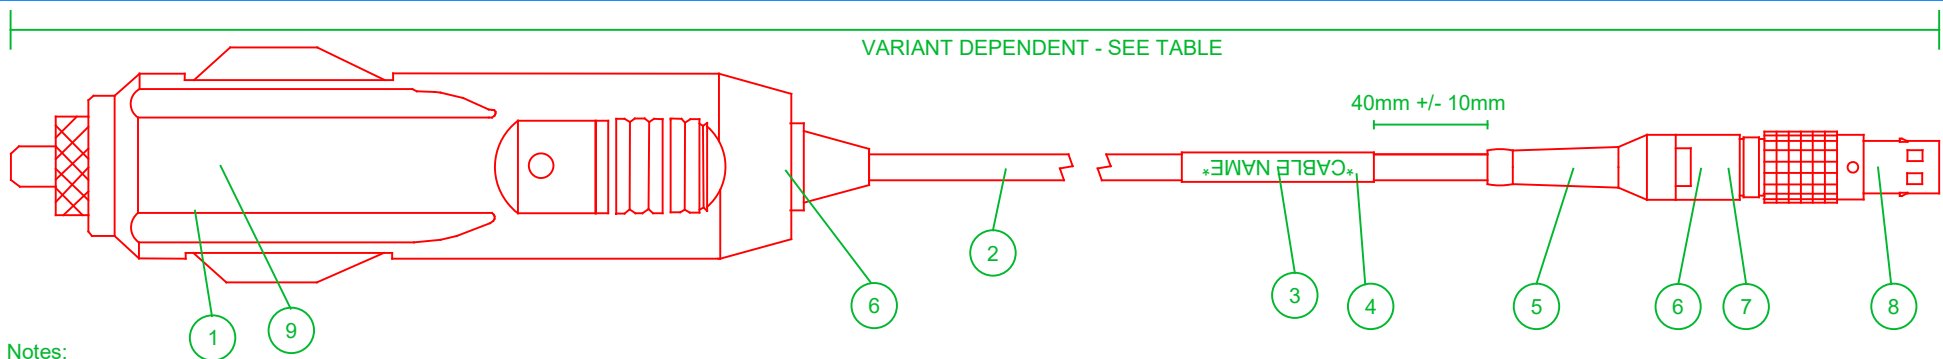 VARIANT DEPENDENT - SEE TABLE
40mm +/- 10mm
*CABLE NAME*
2
3
4
5
6
7
8
6
1
9
Notes: